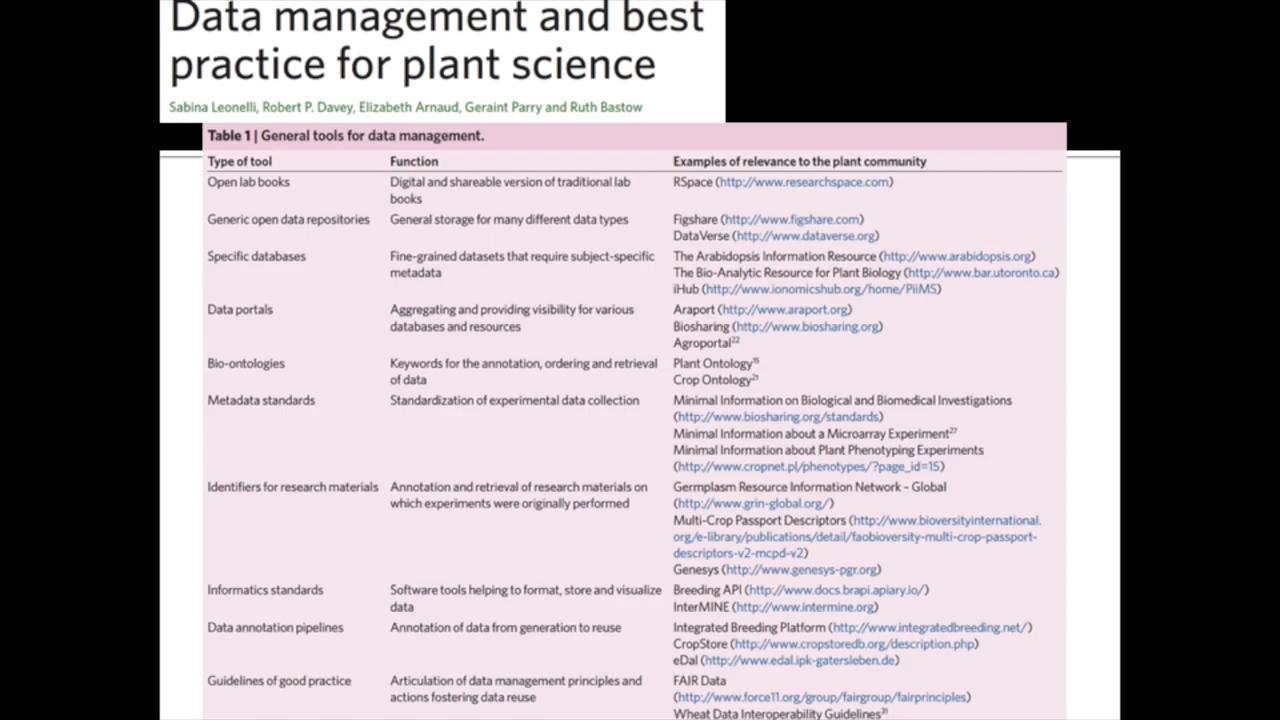 Data management and best
practice for plant science
Sabina Leonelli, Robert P. Davey, Elizabeth Arnaud, Geraint Parry and Ruth Bastow
Table 1 | General tools for data management.
Type of tool Function Examples of relevance to the plant community
Open lab books Digital and shareable version of traditional lab RSpace (http://www.researchspace.com)
books
Generic open data repositories General storage for many different data types Figshare (http://www.figshare.com)
DataVerse (http://www.dataverse.org)
Specific databases Fine-grained datasets that require subject-specific The Arabidopsis Information Resource (http://www.arabidopsis.org)
metadata The Bio-Analytic Resource for Plant Biology (http://www.bar.utoronto.ca)
iHub (http://www.ionomicshub.org/home/PiiMS)
Data portals Aggregating and providing visibility for various Araport (http://www.araport.org)
databases and resources Biosharing (http://www.biosharing.org)
Agroportal²²
Bio-ontologies Keywords for the annotation, ordering and retrieval Plant Ontology¹⁵
of data Crop Ontology²¹
Metadata standards Standardization of experimental data collection Minimal Information on Biological and Biomedical Investigations
(http://www.biosharing.org/standards)
Minimal Information about a Microarray Experiment²⁷
Minimal Information about Plant Phenotyping Experiments
(http://www.cropnet.pl/phenotypes/?page_id=15)
Identifiers for research materials Annotation and retrieval of research materials on Germplasm Resource Information Network – Global
which experiments were originally performed (http://www.grin-global.org/)
Multi-Crop Passport Descriptors (http://www.bioversityinternational.
org/e-library/publications/detail/faobioversity-multi-crop-passport-
descriptors-v2-mcpd-v2)
Genesys (http://www.genesys-pgr.org)
Informatics standards Software tools helping to format, store and visualize Breeding API (http://www.docs.brapi.apiary.io/)
data InterMINE (http://www.intermine.org)
Data annotation pipelines Annotation of data from generation to reuse Integrated Breeding Platform (http://www.integratedbreeding.net/)
CropStore (http://www.cropstoredb.org/description.php)
eDal (http://www.edal.ipk-gatersleben.de)
Guidelines of good practice Articulation of data management principles and FAIR Data
actions fostering data reuse (http://www.force11.org/group/fairgroup/fairprinciples)
Wheat Data Interoperability Guidelines³¹